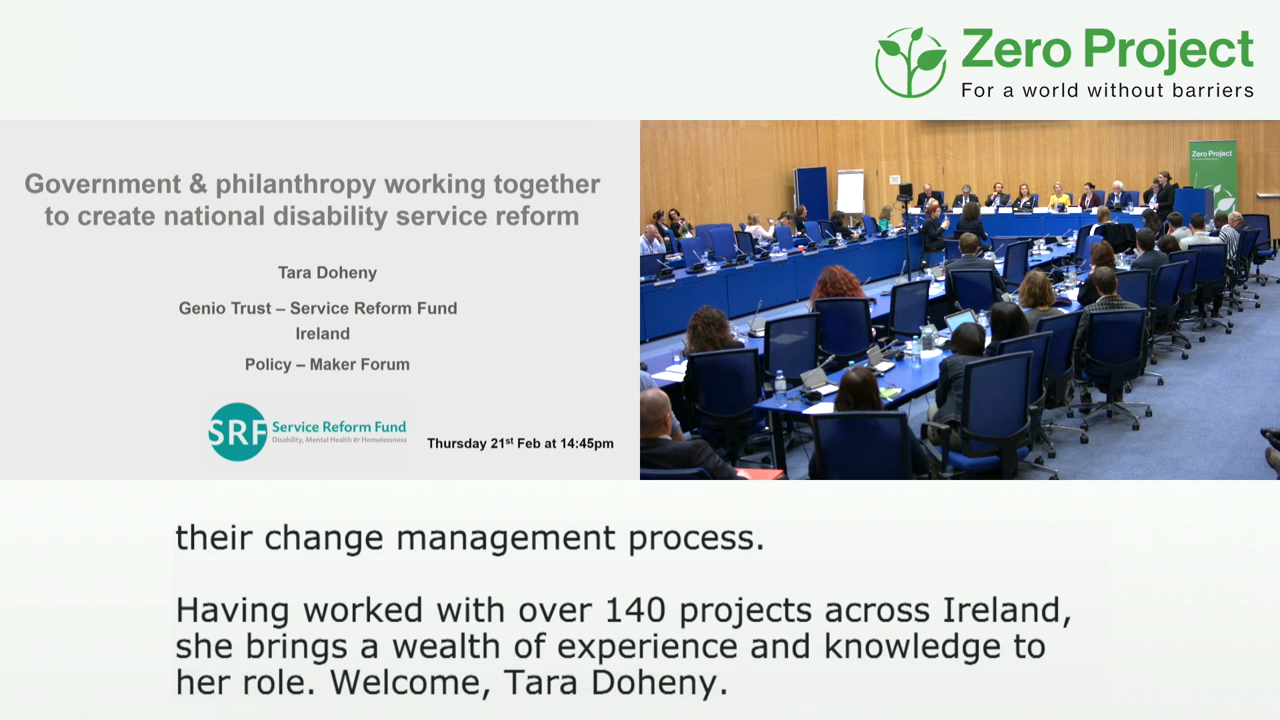 Zero Project
For a world without barriers
Government & philanthropy working together
to create national disability service reform
Tara Doheny
Genio Trust – Service Reform Fund
Ireland
Policy – Maker Forum
SRF
Service Reform Fund
Disability, Mental Health & Homelessness
Thursday 21st Feb at 14:45pm
Zero Project
their change management process.
Having worked with over 140 projects across Ireland,
she brings a wealth of experience and knowledge to
her role. Welcome, Tara Doheny.